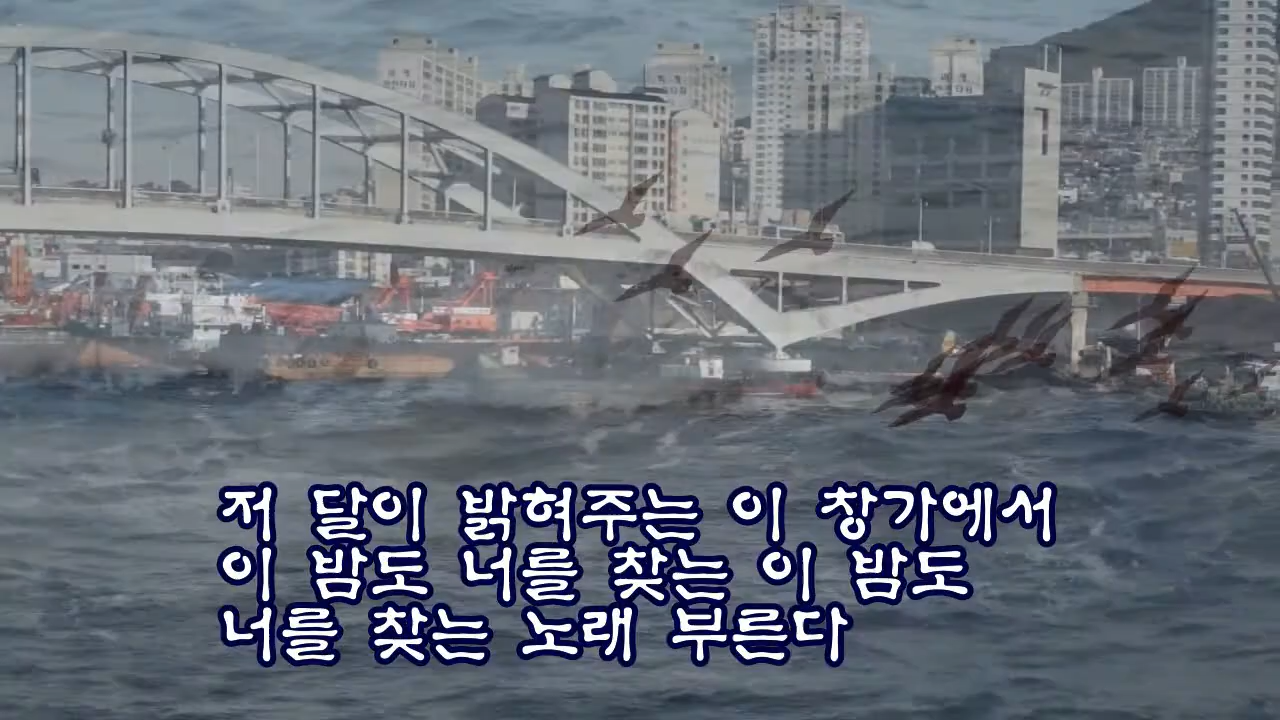 저 달이 밝혀주는 이 창가에서
이 밤도 너를 찾는 이 밤도
너를 찾는 노래 부른다